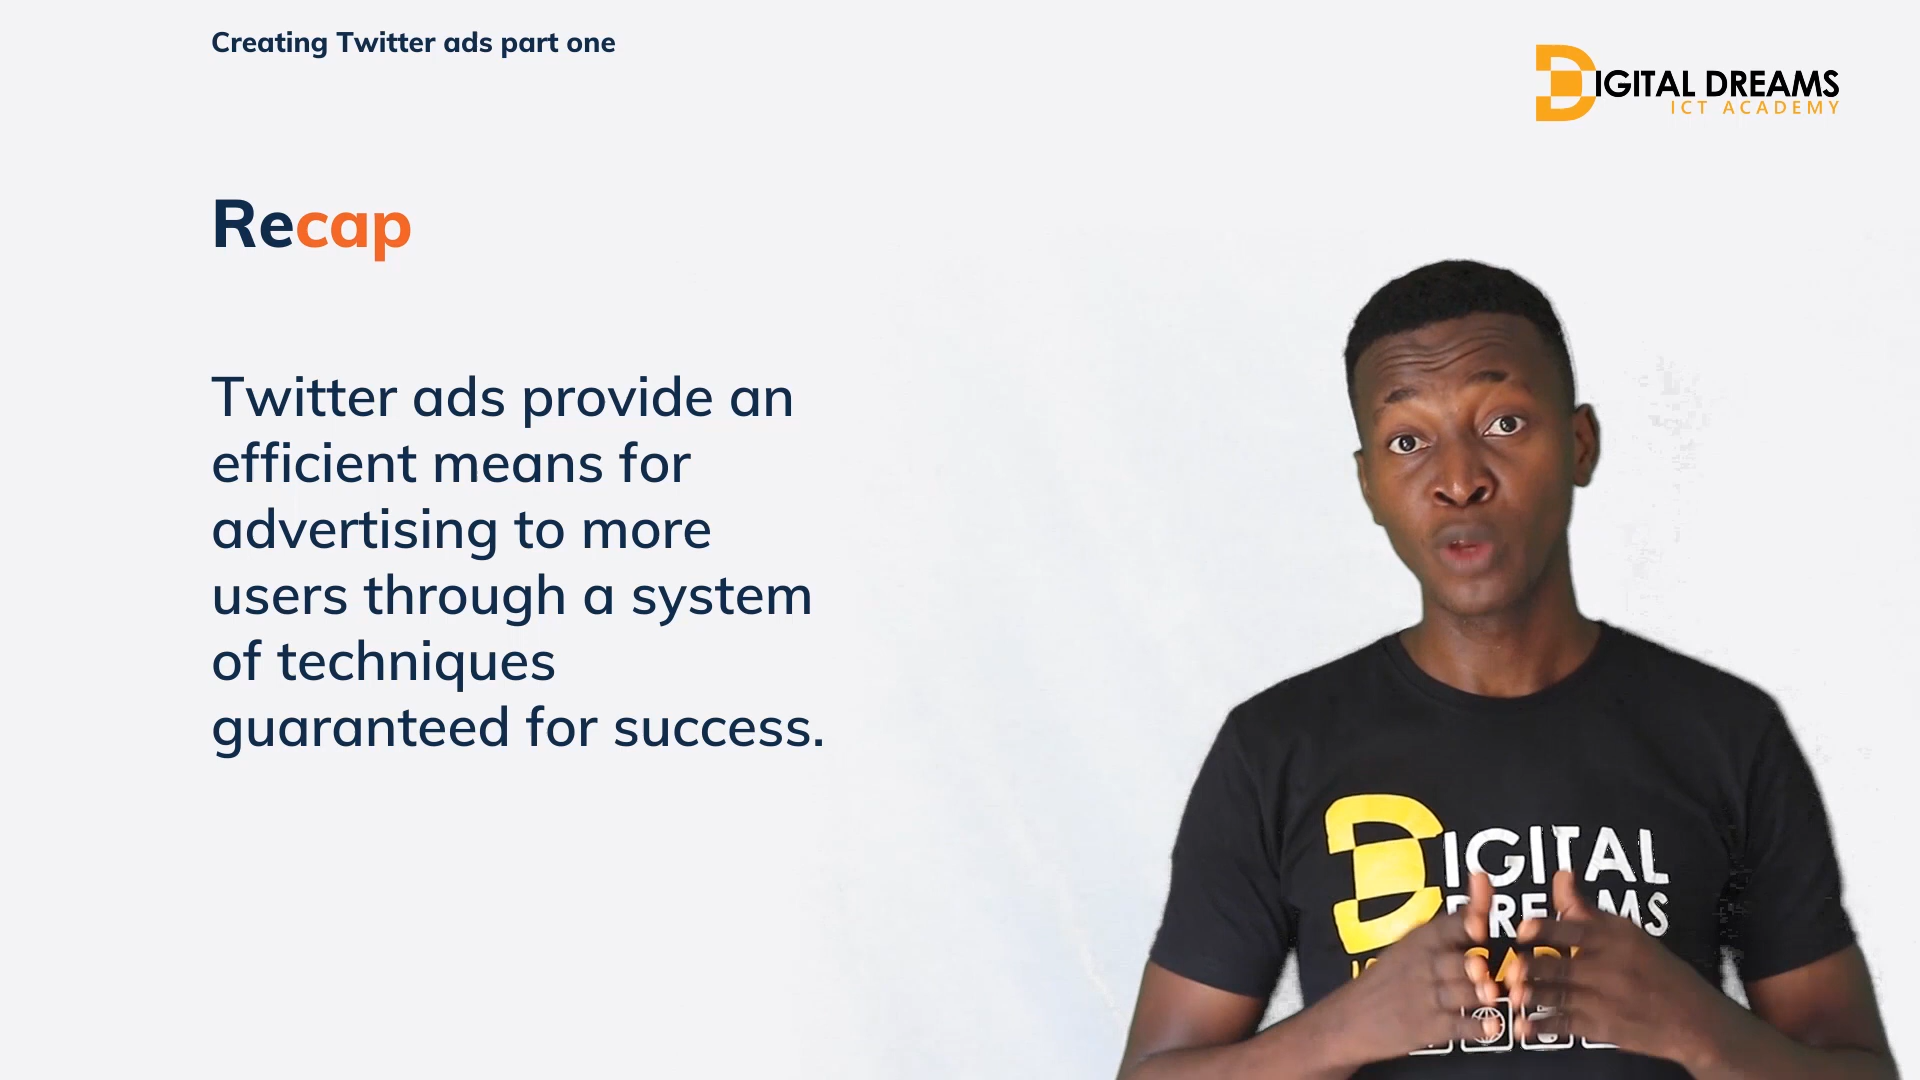 Creating Twitter ads part one
DIGITAL DREAMS
ICT ACADEMY
Recap
Twitter ads provide an
efficient means for
advertising to more
users through a system
of techniques
guaranteed for success.
DIGITAL
DREAMS